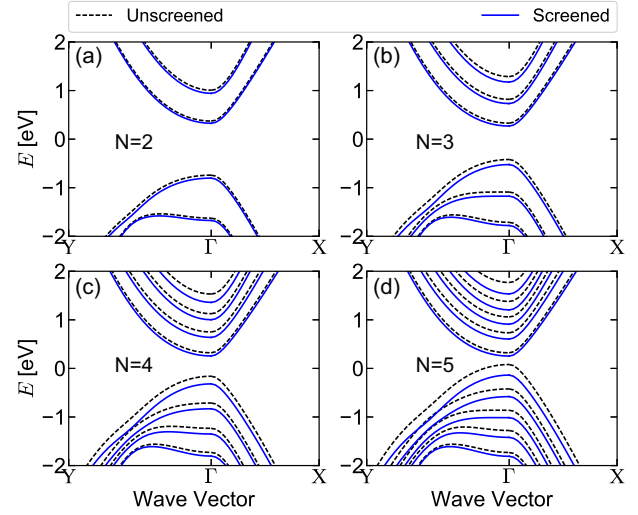 Unscreened Screened
(a) (b)
2 2
1 1
0 0
E [eV]
N=2 N=3
−1 −1
−2 −2
Y Γ X Y Γ X
(c) (d)
2 2
1 1
0 0
E [eV]
N=4 N=5
−1 −1
−2 −2
Y Γ X Y Γ X
Wave Vector Wave Vector